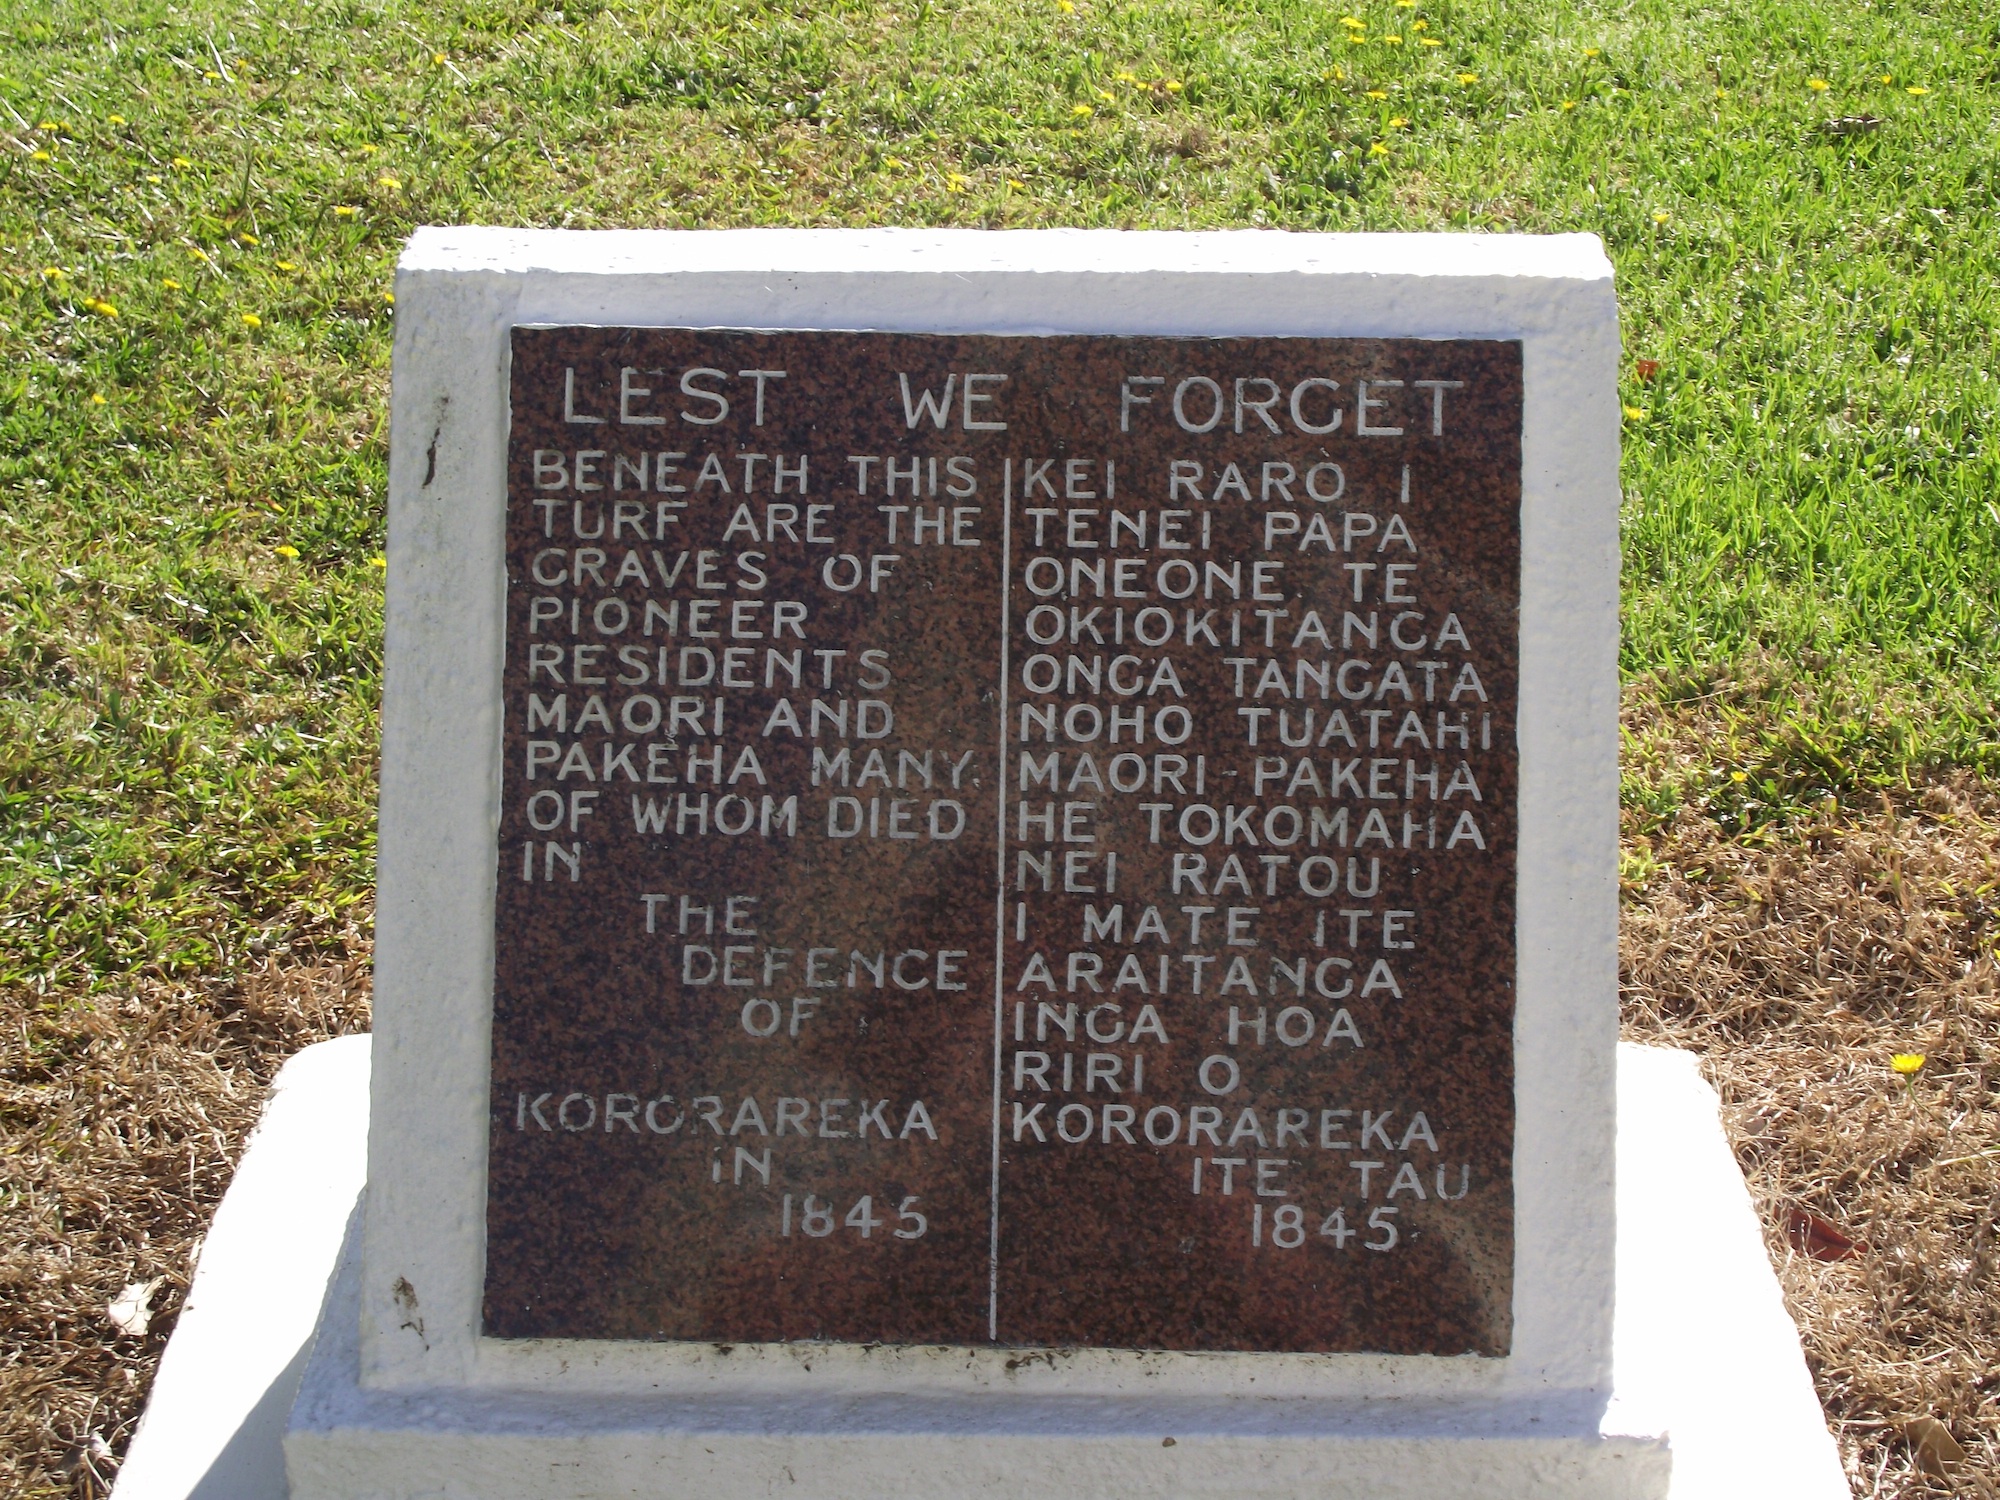 LEST WE FORGET
BENEATH THIS
TURF ARE THE
GRAVES OF
PIONEER
RESIDENTS
MAORI AND
PAKEHA MANY
OF WHOM DIED
IN
THE
DEFENCE
OF
KORORAREKA
IN
1845
KEI RARO I
TENEI PAPA
ONEONE TE
OKIOKITANGA
ONGA TANGATA
NOHO TUATAHI
MAORI-PAKEHA
HE TOKOMAHA
NEI RATOU
I MATE ITE
ARAITANGA
INGA HOA
RIRI O
KORORAREKA
ITE TAU
1845